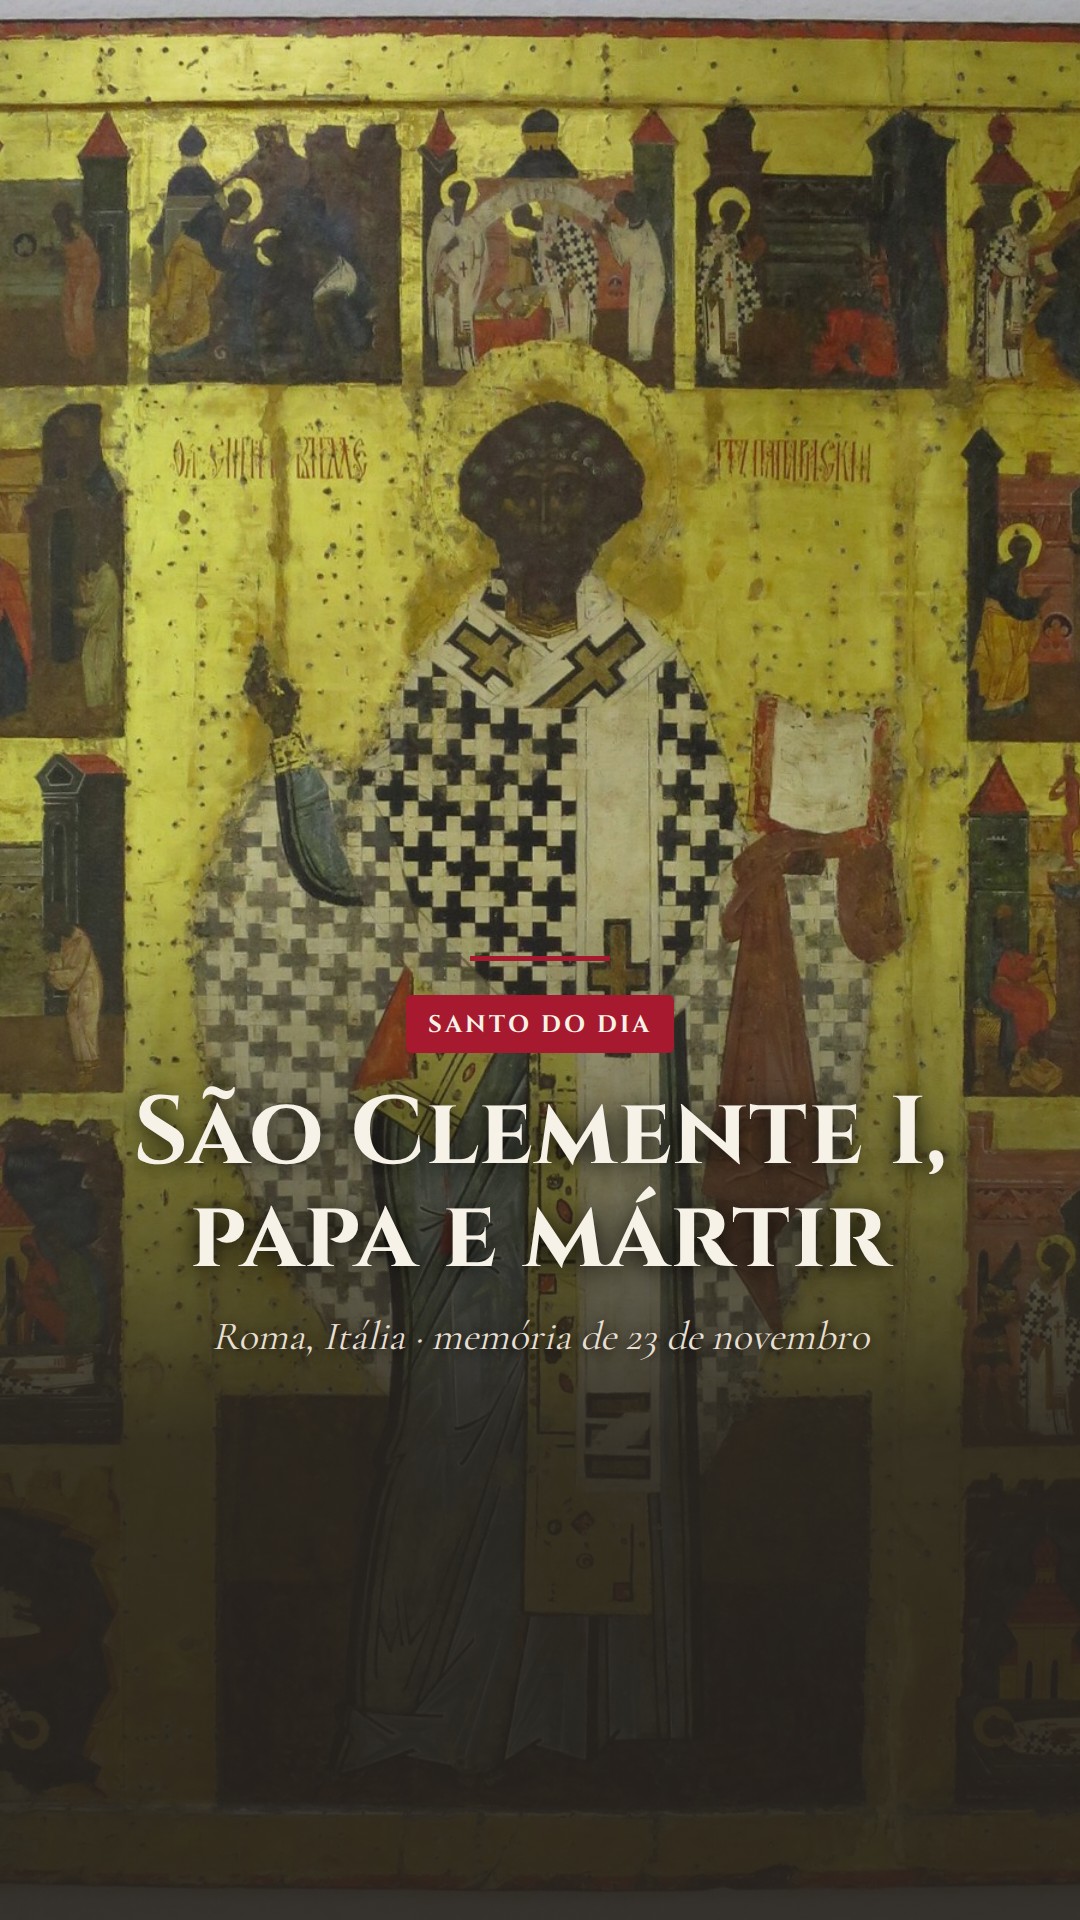 SANTO DO DIA
São Clemente I,
papa e mártir
Roma, Itália · memória de 23 de novembro